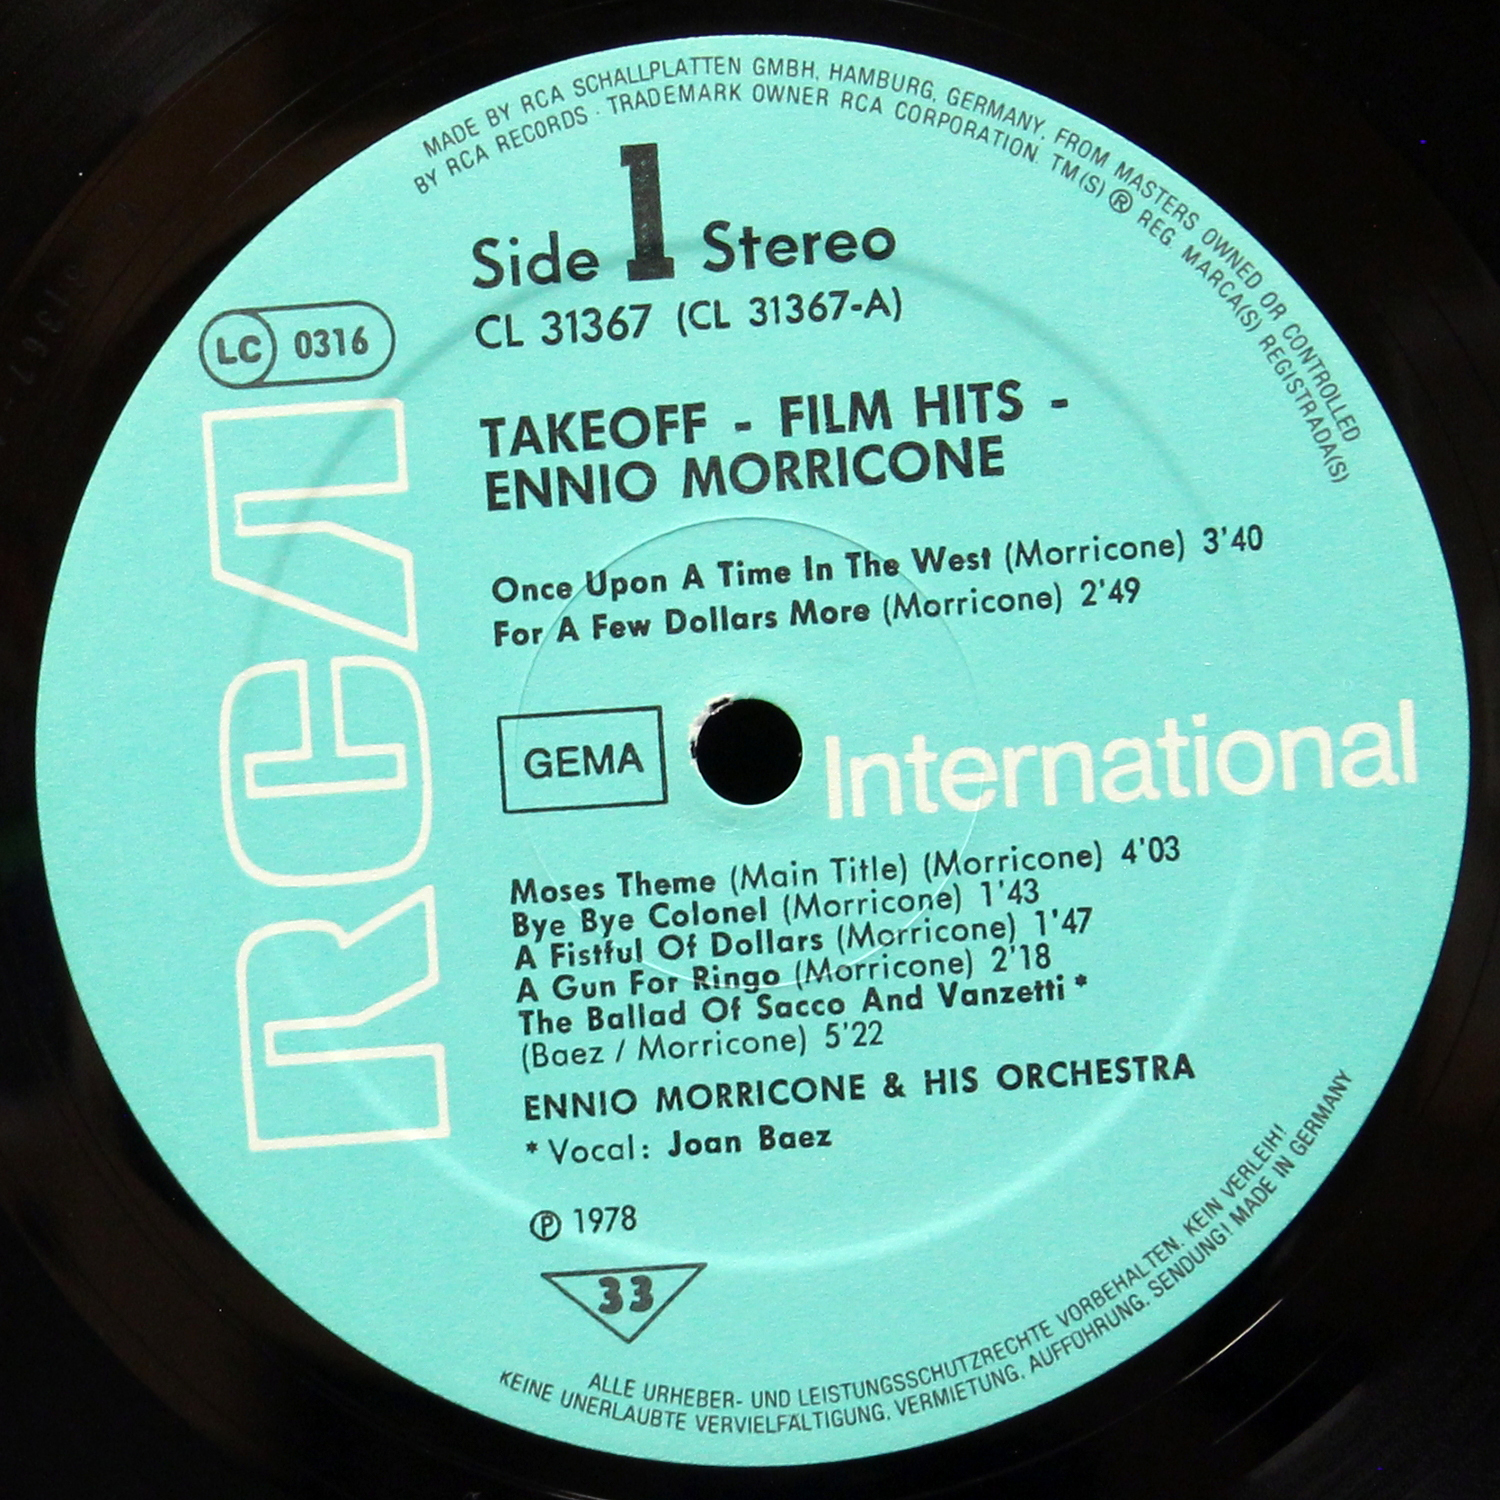 MADE BY RCA SCHALLPLATTEN GMBH, HAMBURG, GERMANY, FROM MASTERS OWNED OR CONTROLLED
BY RCA RECORDS · TRADEMARK OWNER RCA CORPORATION. TM(S) ® REG. MARCA(S) REGISTRADA(S)
Side 1 Stereo
CL 31367 (CL 31367-A)
LC 0316
RCA
TAKEOFF - FILM HITS -
ENNIO MORRICONE
Once Upon A Time In The West (Morricone) 3'40
For A Few Dollars More (Morricone) 2'49
GEMA
International
Moses Theme (Main Title) (Morricone) 4'03
Bye Bye Colonel (Morricone) 1'43
A Fistful Of Dollars (Morricone) 1'47
A Gun For Ringo (Morricone) 2'18
The Ballad Of Sacco And Vanzetti *
(Baez / Morricone) 5'22
ENNIO MORRICONE & HIS ORCHESTRA
* Vocal: Joan Baez
℗ 1978
33
ALLE URHEBER- UND LEISTUNGSSCHUTZRECHTE VORBEHALTEN. KEIN VERLEIH!
KEINE UNERLAUBTE VERVIELFÄLTIGUNG, VERMIETUNG, AUFFÜHRUNG, SENDUNG! MADE IN GERMANY